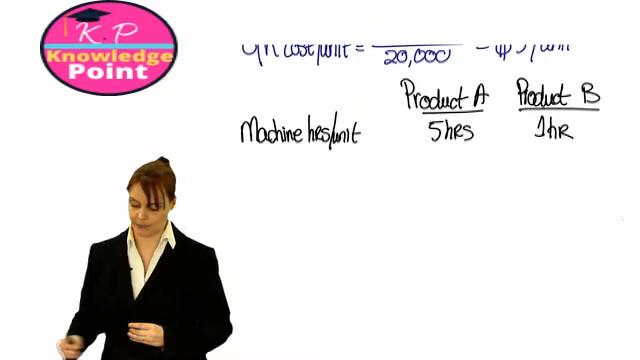 K.P
Knowledge
Point
20,000
Product A Product B
Machine hrs/unit 5hrs 1hr